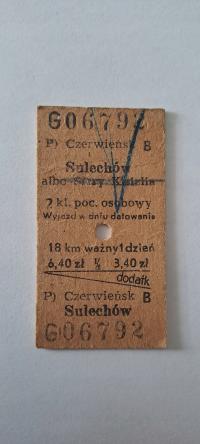 G06792
P) Czerwieńsk B
Sulechów
albo Stary Kisielin
2 kl. poc. osobowy
Wyjazd w dniu datowania
18 km ważny 1 dzień
6,40 zł ½ 3,40 zł
dodatk
P) Czerwieńsk B
Sulechów
G06792